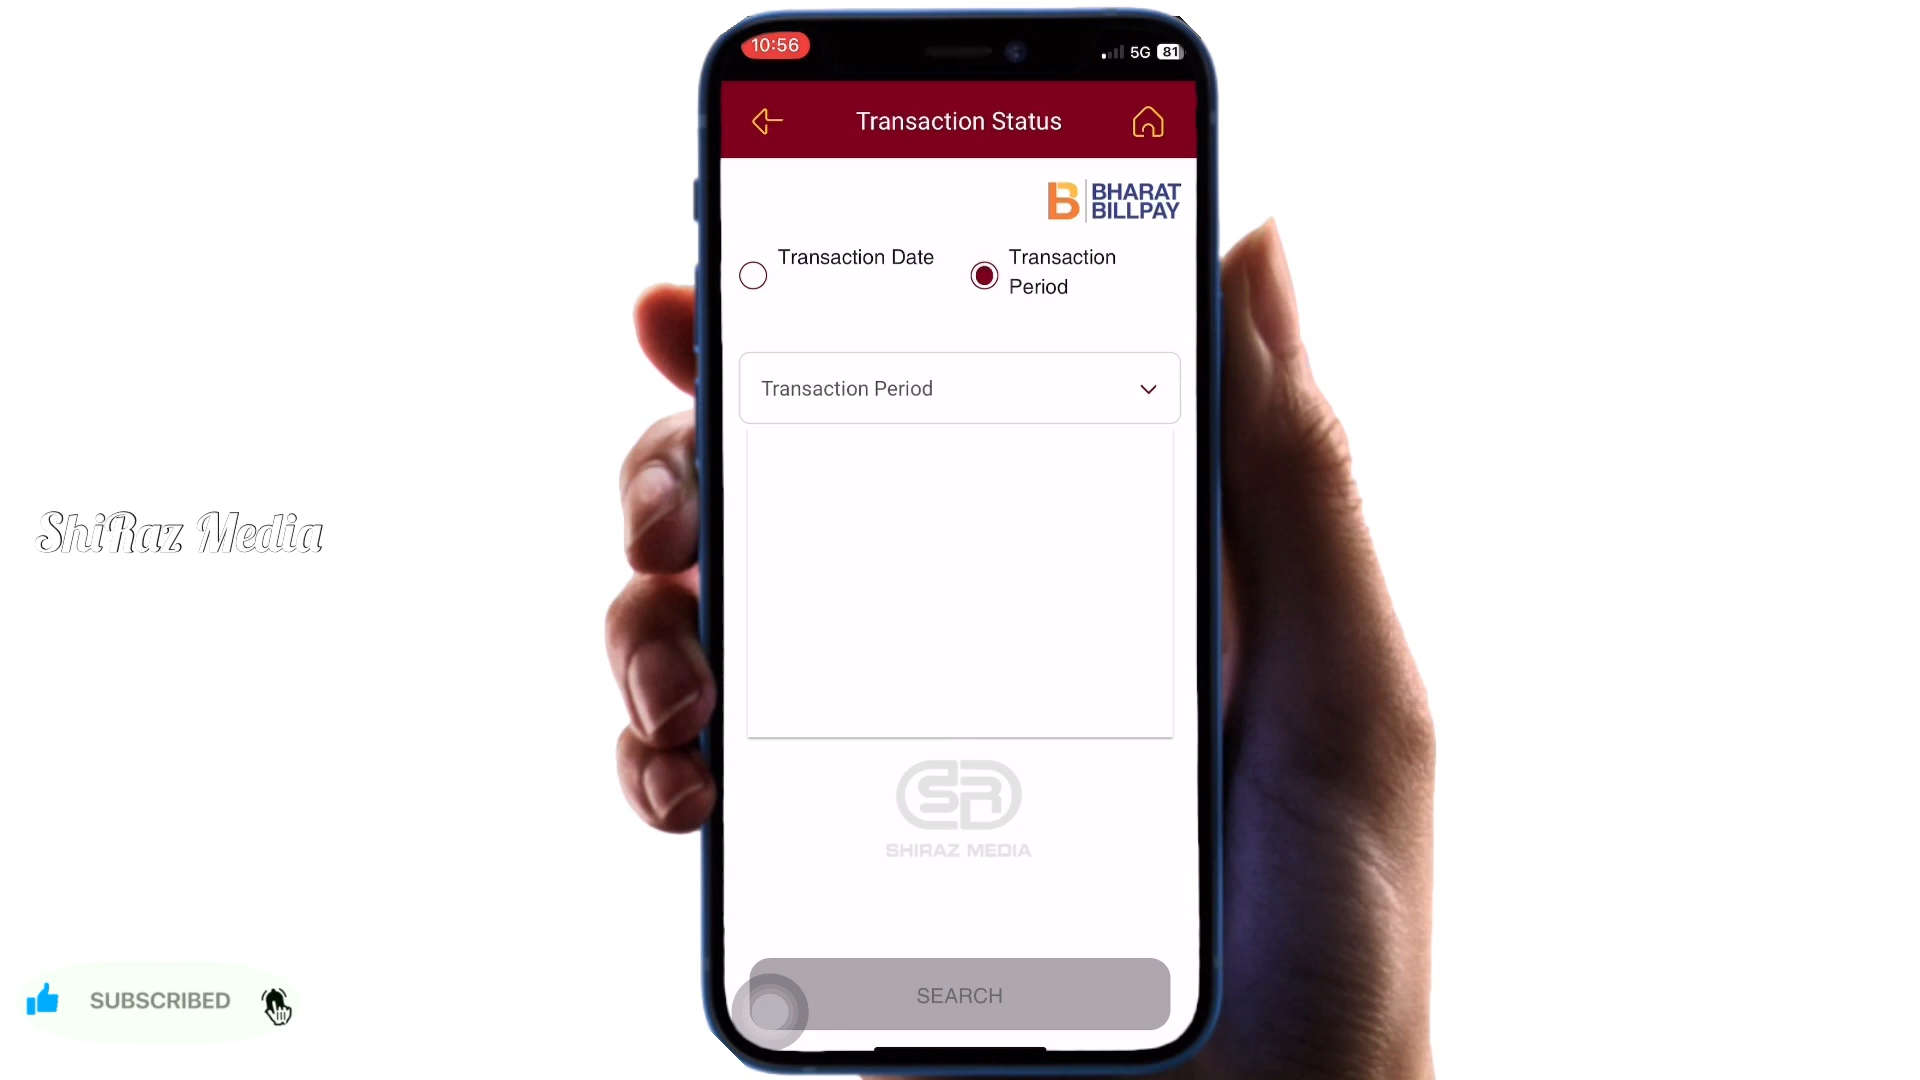 10:56
5G 81
Transaction Status
BHARAT
BILLPAY
Transaction Date
Transaction
Period
Transaction Period
ShiRaz Media
SR
SHIRAZ MEDIA
SEARCH
SUBSCRIBED